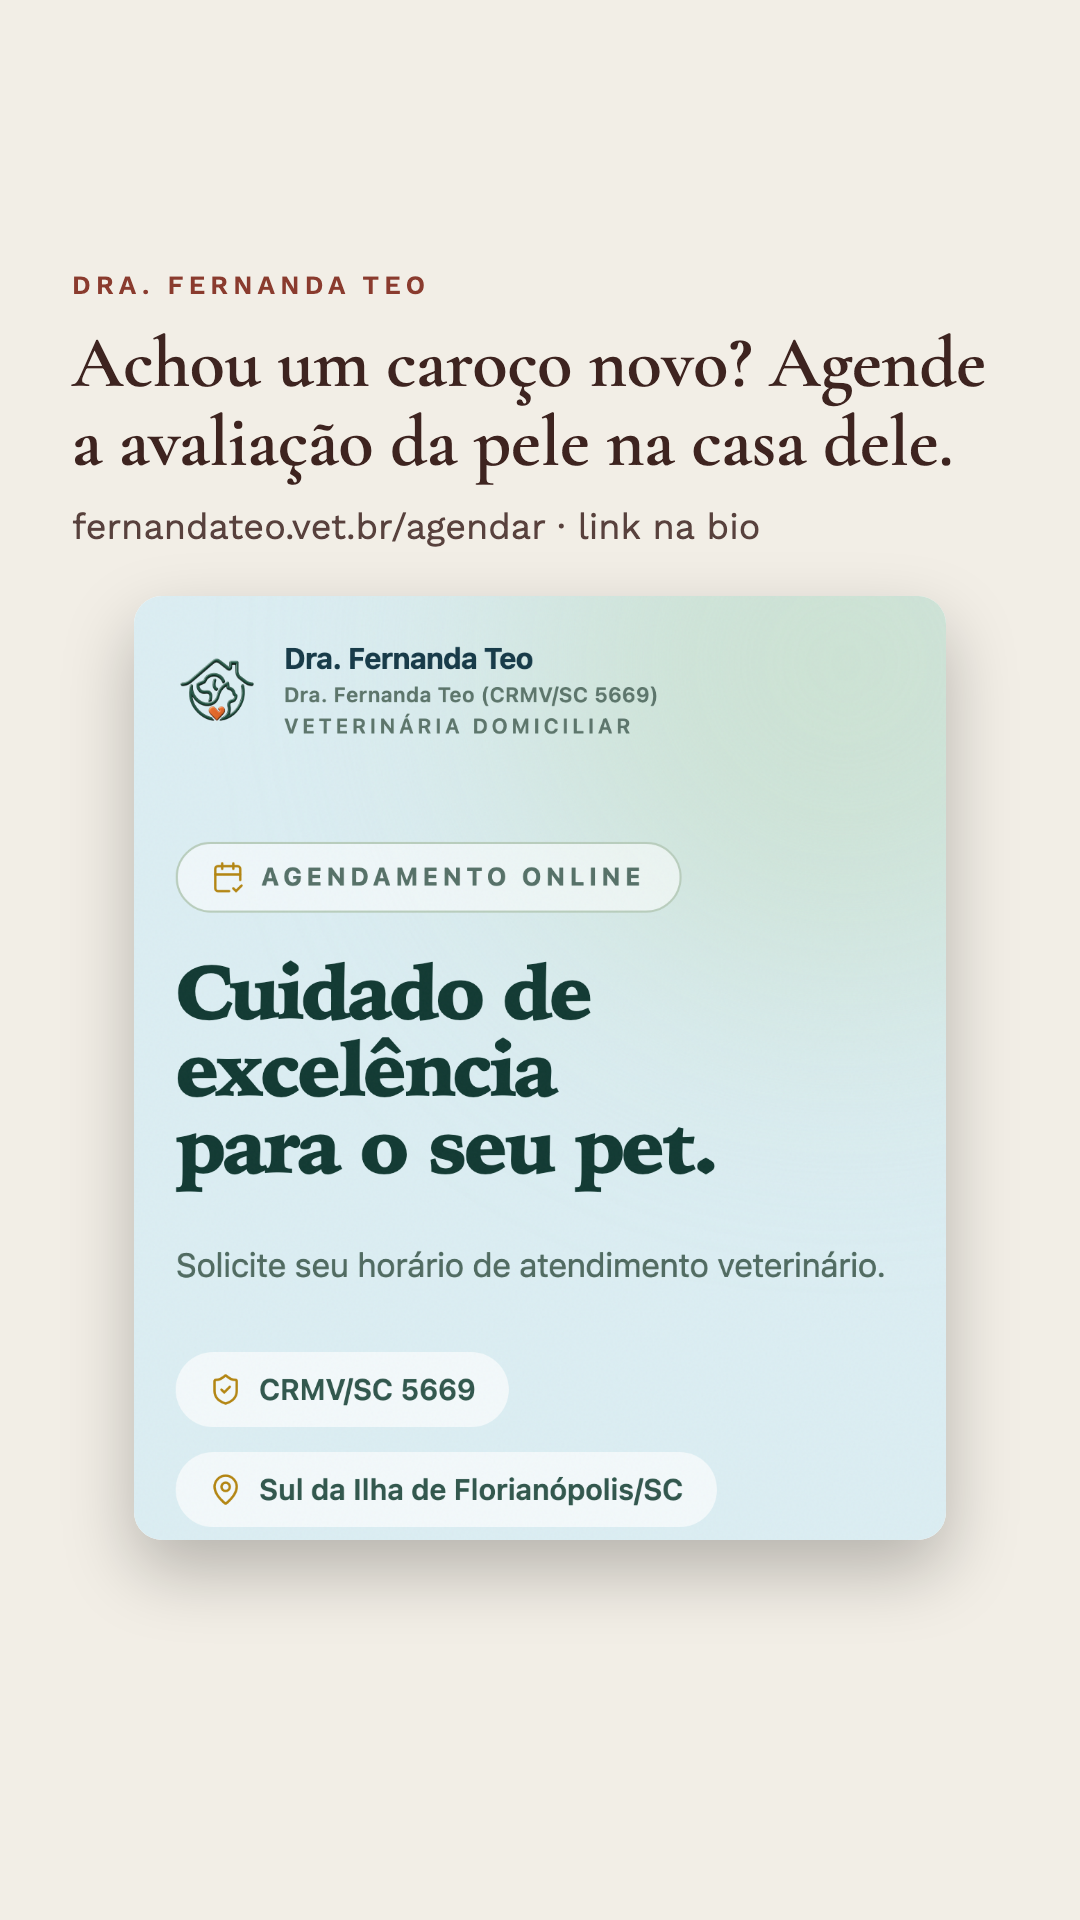 DRA. FERNANDA TEO
Achou um caroço novo? Agende
a avaliação da pele na casa dele.
fernandateo.vet.br/agendar · link na bio
Dra. Fernanda Teo
Dra. Fernanda Teo (CRMV/SC 5669)
VETERINÁRIA DOMICILIAR
AGENDAMENTO ONLINE
Cuidado de
excelência
para o seu pet.
Solicite seu horário de atendimento veterinário.
CRMV/SC 5669
Sul da Ilha de Florianópolis/SC